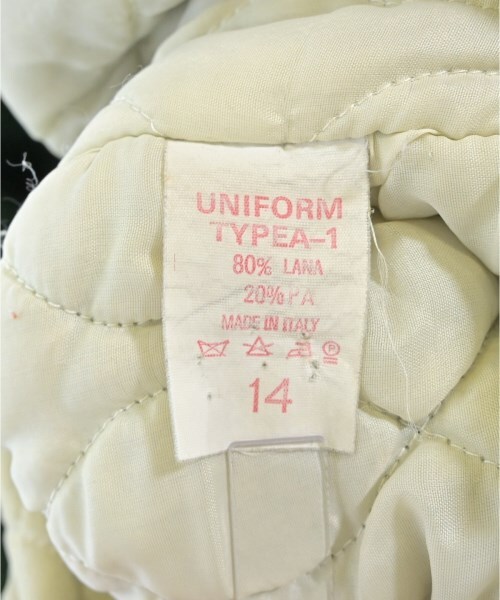 UNIFORM
TYPEA-1
80% LANA
20% PA
MADE IN ITALY
P
14